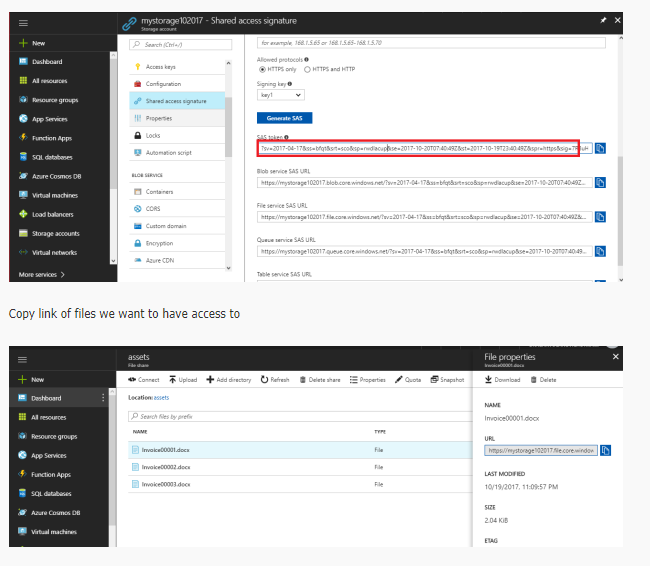 mystorage102017 - Shared access signature
Storage account
New
Dashboard
All resources
Resource groups
App Services
Function Apps
SQL databases
Azure Cosmos DB
Virtual machines
Load balancers
Storage accounts
Virtual networks
More services >
Search (Ctrl+/)
Access keys
Configuration
Shared access signature
Properties
Locks
Automation script
BLOB SERVICE
Containers
CORS
Custom domain
Encryption
Azure CDN
for example, 168.1.5.65 or 168.1.5.65-168.1.5.70
Allowed protocols
HTTPS only HTTPS and HTTP
Signing key
key1
Generate SAS
SAS token
?sv=2017-04-17&ss=bfqt&srt=sco&sp=rwdlacup&se=2017-10-20T07:40:49Z&st=2017-10-19T23:40:49Z&spr=https&sig=
Blob service SAS URL
https://mystorage102017.blob.core.windows.net/?sv=2017-04-17&ss=bfqt&srt=sco&sp=rwdlacup&se=2017-10-20T07:40:49Z...
File service SAS URL
https://mystorage102017.file.core.windows.net/?sv=2017-04-17&ss=bfqt&srt=sco&sp=rwdlacup&se=2017-10-20T07:40:49Z&...
Queue service SAS URL
https://mystorage102017.queue.core.windows.net/?sv=2017-04-17&ss=bfqt&srt=sco&sp=rwdlacup&se=2017-10-20T07:40:49...
Table service SAS URL
Copy link of files we want to have access to
assets
File share
New
Dashboard
All resources
Resource groups
App Services
Function Apps
SQL databases
Azure Cosmos DB
Virtual machines
Connect Upload Add directory Refresh Delete share Properties Quota Snapshot
Location: assets
Search files by prefix
NAME TYPE
Invoice00001.docx File
Invoice00002.docx File
Invoice00003.docx File
File properties
Invoice00001.docx
Download Delete
NAME
Invoice00001.docx
URL
https://mystorage102017.file.core.window
LAST MODIFIED
10/19/2017, 11:09:57 PM
SIZE
2.04 KiB
ETAG